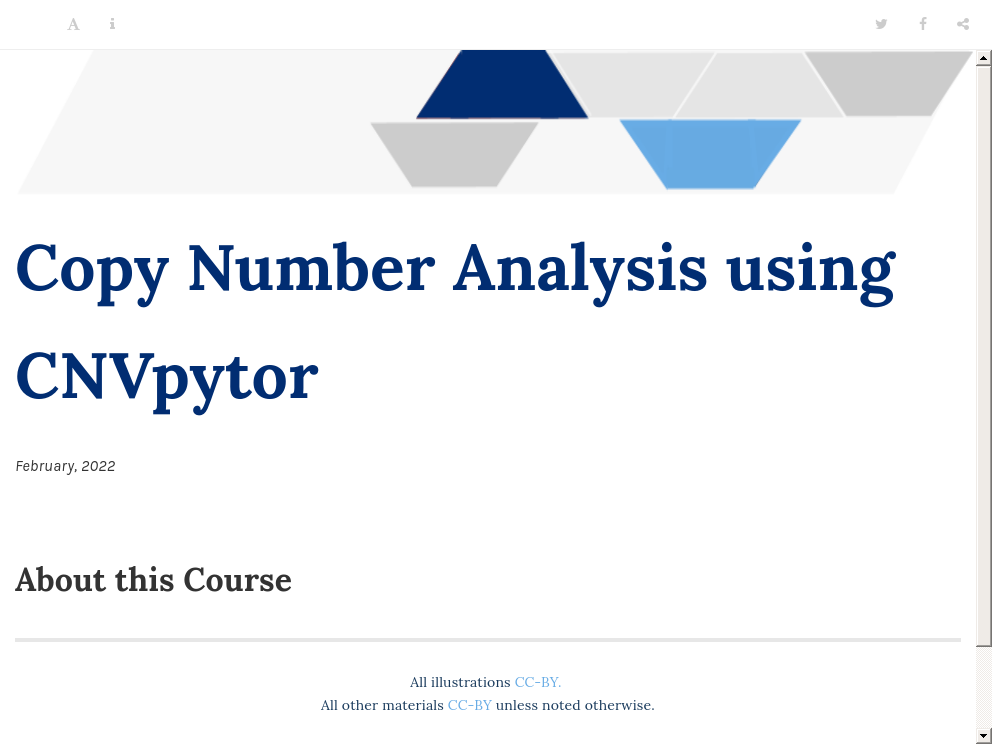 Copy Number Analysis using
CNVpytor
February, 2022
About this Course
All illustrations CC-BY.
All other materials CC-BY unless noted otherwise.